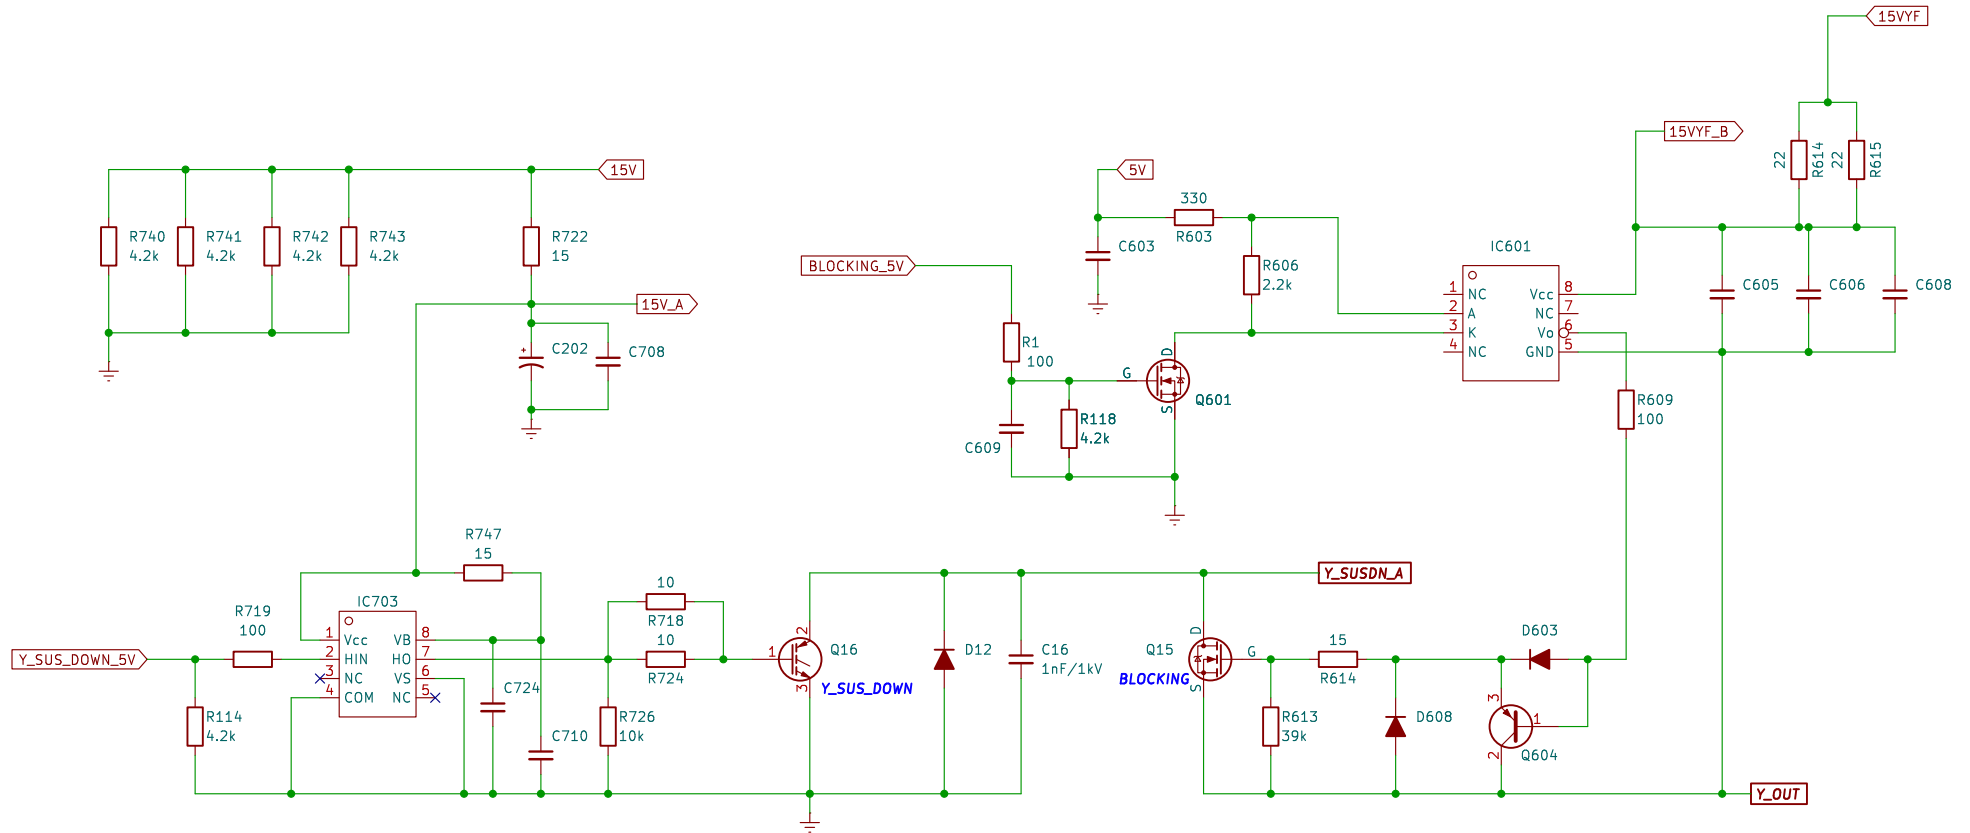 15VYF
15VYF_B
22
R614
22
R615
15V
5V
330
R603
R740
4.2k
R741
4.2k
R742
4.2k
R743
4.2k
R722
15
C603
BLOCKING_5V
R606
2.2k
IC601
1 NC Vcc 8
2 A NC 7
3 K Vo 6
4 NC GND 5
C605
C606
C608
15V_A
C202
C708
R1
100
D
G
S
Q601
C609
R118
4.2k
R609
100
R747
15
10
R718
10
R724
Y_SUSDN_A
R719
100
IC703
1 Vcc VB 8
2 HIN HO 7
3 NC VS 6
4 COM NC 5
Y_SUS_DOWN_5V
R114
4.2k
C724
C710
R726
10k
2
1
3
Q16
Y_SUS_DOWN
D12
C16
1nF/1kV
Q15
BLOCKING
D
G
S
15
R614
D603
R613
39k
D608
3
1
2
Q604
Y_OUT